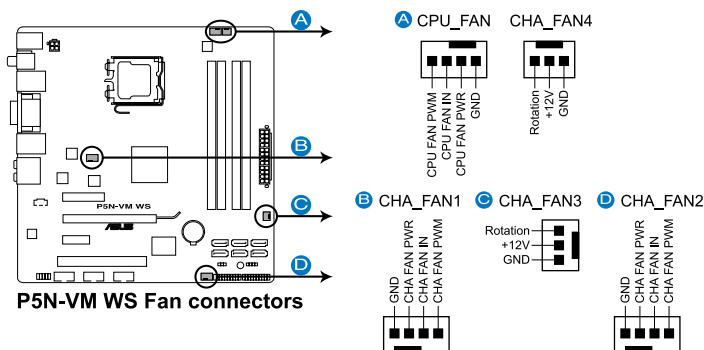 A
B
C
D
P5N-VM WS
/ISUS
P5N-VM WS Fan connectors
A CPU_FAN
CPU FAN PWM
CPU FAN IN
CPU FAN PWR
GND
CHA_FAN4
Rotation
+12V
GND
B CHA_FAN1
GND
CHA FAN PWR
CHA FAN IN
CHA FAN PWM
C CHA_FAN3
Rotation
+12V
GND
D CHA_FAN2
GND
CHA FAN PWR
CHA FAN IN
CHA FAN PWM